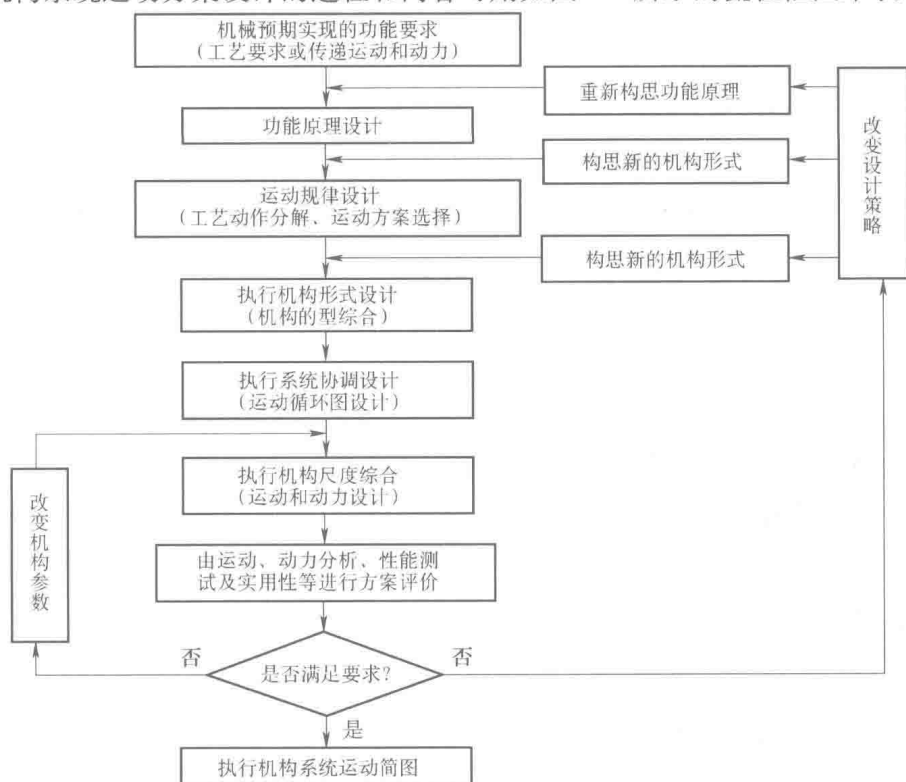 机械预期实现的功能要求
(工艺要求或传递运动和动力)
重新构思功能原理
功能原理设计
构思新的机构形式
运动规律设计
(工艺动作分解、运动方案选择)
构思新的机构形式
改变设计策略
执行机构形式设计
(机构的型综合)
执行系统协调设计
(运动循环图设计)
执行机构尺度综合
(运动和动力设计)
改变机构参数
由运动、动力分析、性能测
试及实用性等进行方案评价
否
是否满足要求?
否
是
执行机构系统运动简图